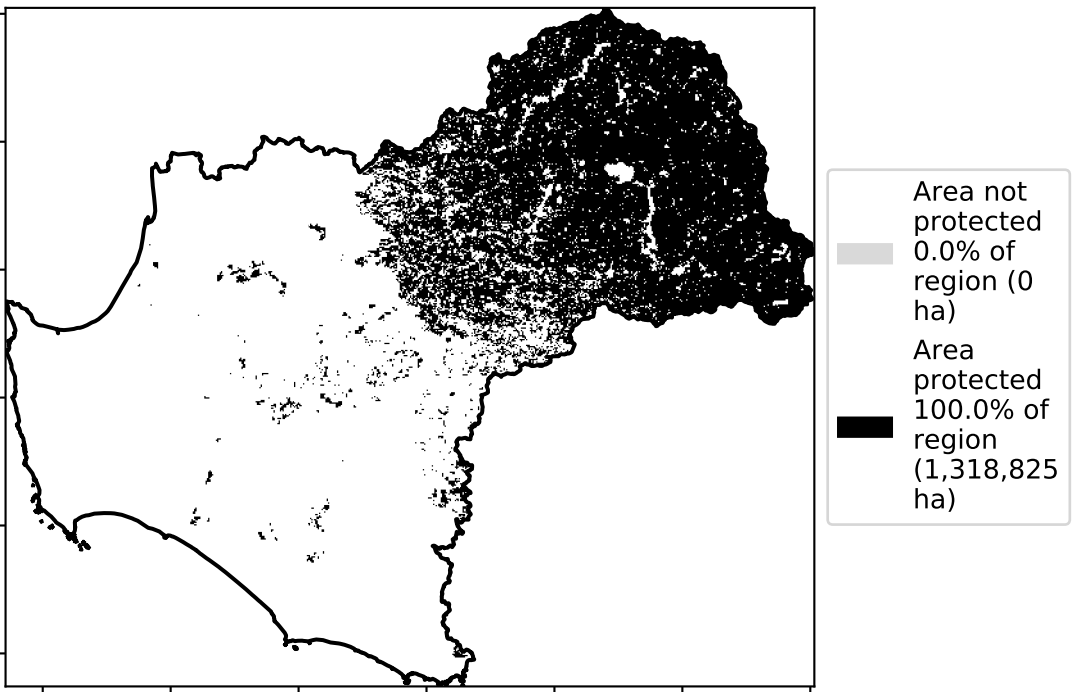 Area not
protected
0.0% of
region (0
ha)
Area
protected
100.0% of
region
(1,318,825
ha)